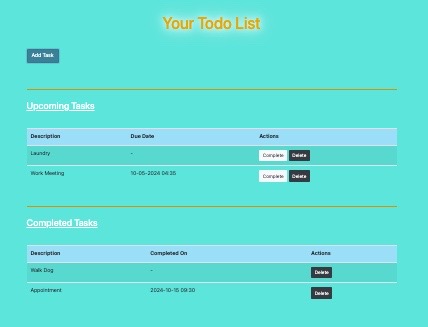 Your Todo List
Add Task
Upcoming Tasks
Description Due Date Actions
Laundry - Complete Delete
Work Meeting 10-05-2024 04:35 Complete Delete
Completed Tasks
Description Completed On Actions
Walk Dog - Delete
Appointment 2024-10-15 09:30 Delete